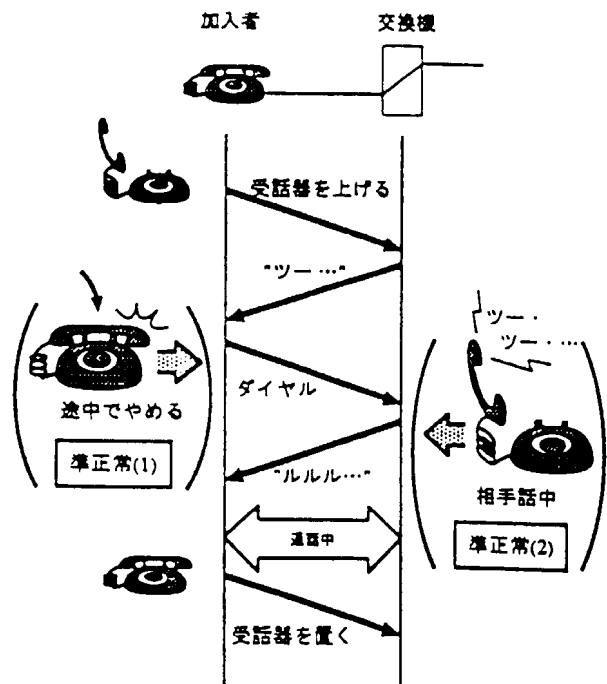 加入者
交換機
受話器を上げる
"ツー…"
ツー・
ツー・…・
ダイヤル
途中でやめる
準正常(1)
"ルルル…"
相手話中
準正常(2)
通話中
受話器を置く